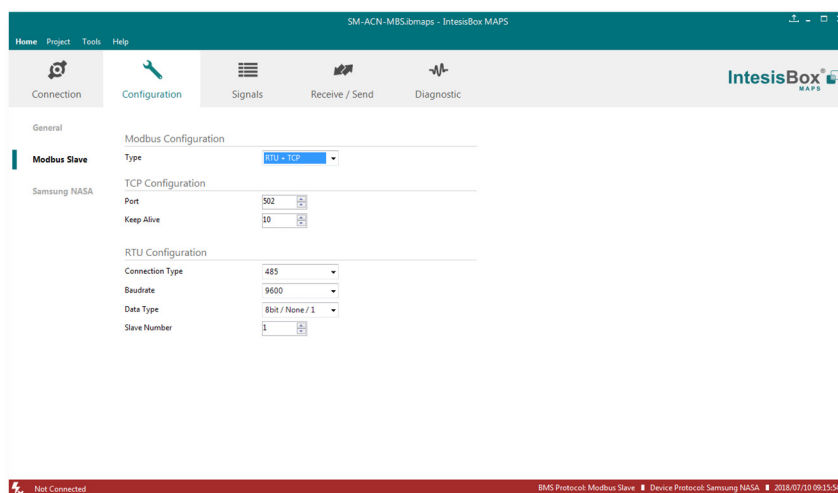 SM-ACN-MBS.ibmaps - IntesisBox MAPS
Home Project Tools Help
Connection Configuration Signals Receive / Send Diagnostic
IntesisBox®
MAPS
General
Modbus Slave
Samsung NASA
Modbus Configuration
Type RTU + TCP
TCP Configuration
Port 502
Keep Alive 10
RTU Configuration
Connection Type 485
Baudrate 9600
Data Type 8bit / None / 1
Slave Number 1
Not Connected BMS Protocol: Modbus Slave Device Protocol: Samsung NASA 2018/07/10 09:15:54